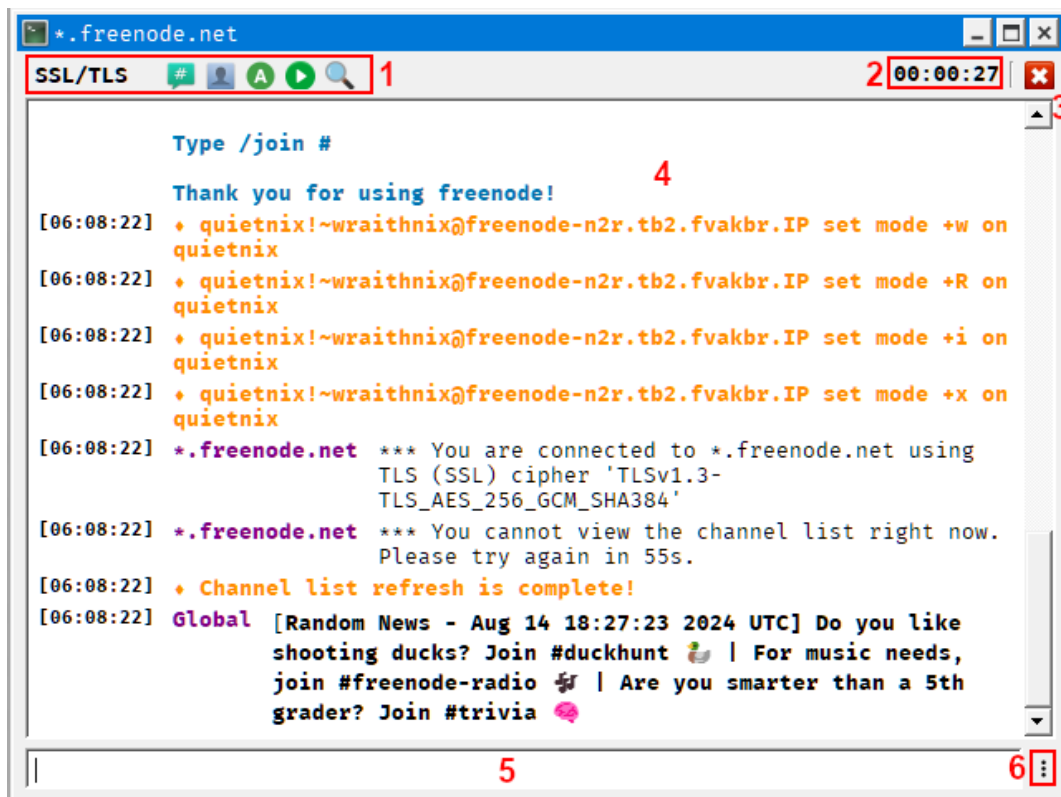 *.freenode.net
SSL/TLS # A 1 2 00:00:27
3
Type /join #
4
Thank you for using freenode!
[06:08:22] ♦ quietnix!~wraithnix@freenode-n2r.tb2.fvakbr.IP set mode +w on
quietnix
[06:08:22] ♦ quietnix!~wraithnix@freenode-n2r.tb2.fvakbr.IP set mode +R on
quietnix
[06:08:22] ♦ quietnix!~wraithnix@freenode-n2r.tb2.fvakbr.IP set mode +i on
quietnix
[06:08:22] ♦ quietnix!~wraithnix@freenode-n2r.tb2.fvakbr.IP set mode +x on
quietnix
[06:08:22] *.freenode.net *** You are connected to *.freenode.net using
TLS (SSL) cipher 'TLSv1.3-
TLS_AES_256_GCM_SHA384'
[06:08:22] *.freenode.net *** You cannot view the channel list right now.
Please try again in 55s.
[06:08:22] ♦ Channel list refresh is complete!
[06:08:22] Global [Random News - Aug 14 18:27:23 2024 UTC] Do you like
shooting ducks? Join #duckhunt 🦆 | For music needs,
join #freenode-radio 🎶 | Are you smarter than a 5th
grader? Join #trivia 🧠
5 6